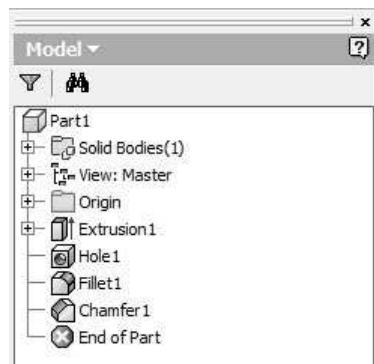 Model
Part1
Solid Bodies(1)
View: Master
Origin
Extrusion1
Hole1
Fillet1
Chamfer1
End of Part